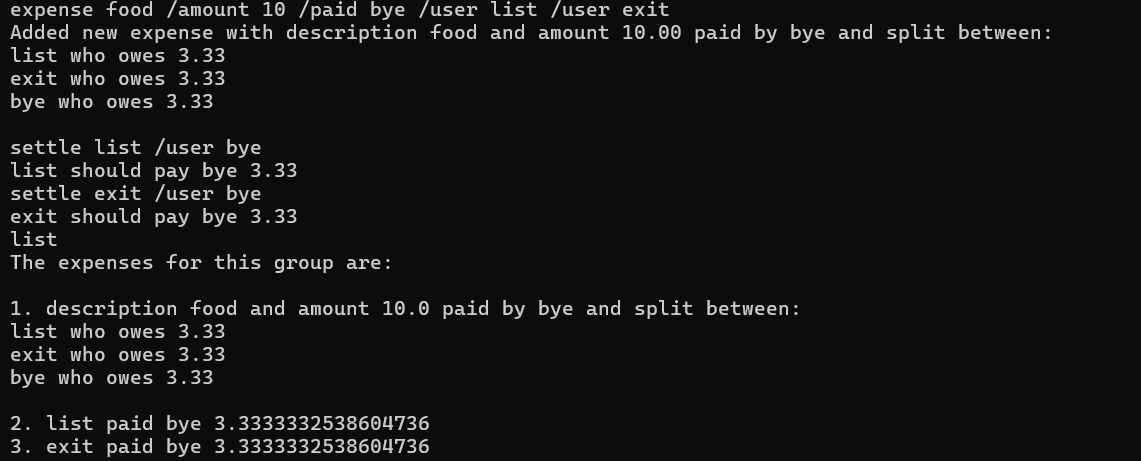 expense food /amount 10 /paid bye /user list /user exit
Added new expense with description food and amount 10.00 paid by bye and split between:
list who owes 3.33
exit who owes 3.33
bye who owes 3.33
settle list /user bye
list should pay bye 3.33
settle exit /user bye
exit should pay bye 3.33
list
The expenses for this group are:
1. description food and amount 10.0 paid by bye and split between:
list who owes 3.33
exit who owes 3.33
bye who owes 3.33
2. list paid bye 3.3333332538604736
3. exit paid bye 3.3333332538604736